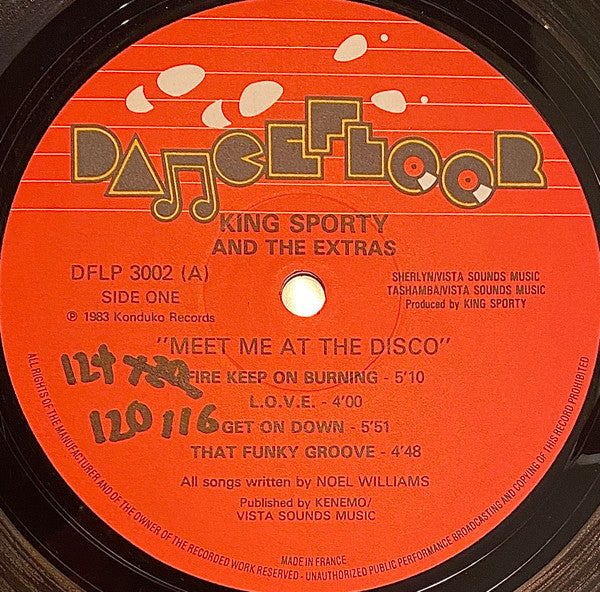 DANCEFLOOR
KING SPORTY
AND THE EXTRAS
DFLP 3002 (A)
SIDE ONE
℗ 1983 Konduko Records
SHERLYN/VISTA SOUNDS MUSIC
TASHAMBA/VISTA SOUNDS MUSIC
Produced by KING SPORTY
"MEET ME AT THE DISCO"
124
FIRE KEEP ON BURNING - 5'10
L.O.V.E. - 4'00
120 116
GET ON DOWN - 5'51
THAT FUNKY GROOVE - 4'48
All songs written by NOEL WILLIAMS
Published by KENEMO/
VISTA SOUNDS MUSIC
MADE IN FRANCE
ALL RIGHTS OF THE MANUFACTURER AND OF THE OWNER OF THE RECORDED WORK RESERVED - UNAUTHORIZED PUBLIC PERFORMANCE BROADCASTING AND COPYING OF THIS RECORD PROHIBITED